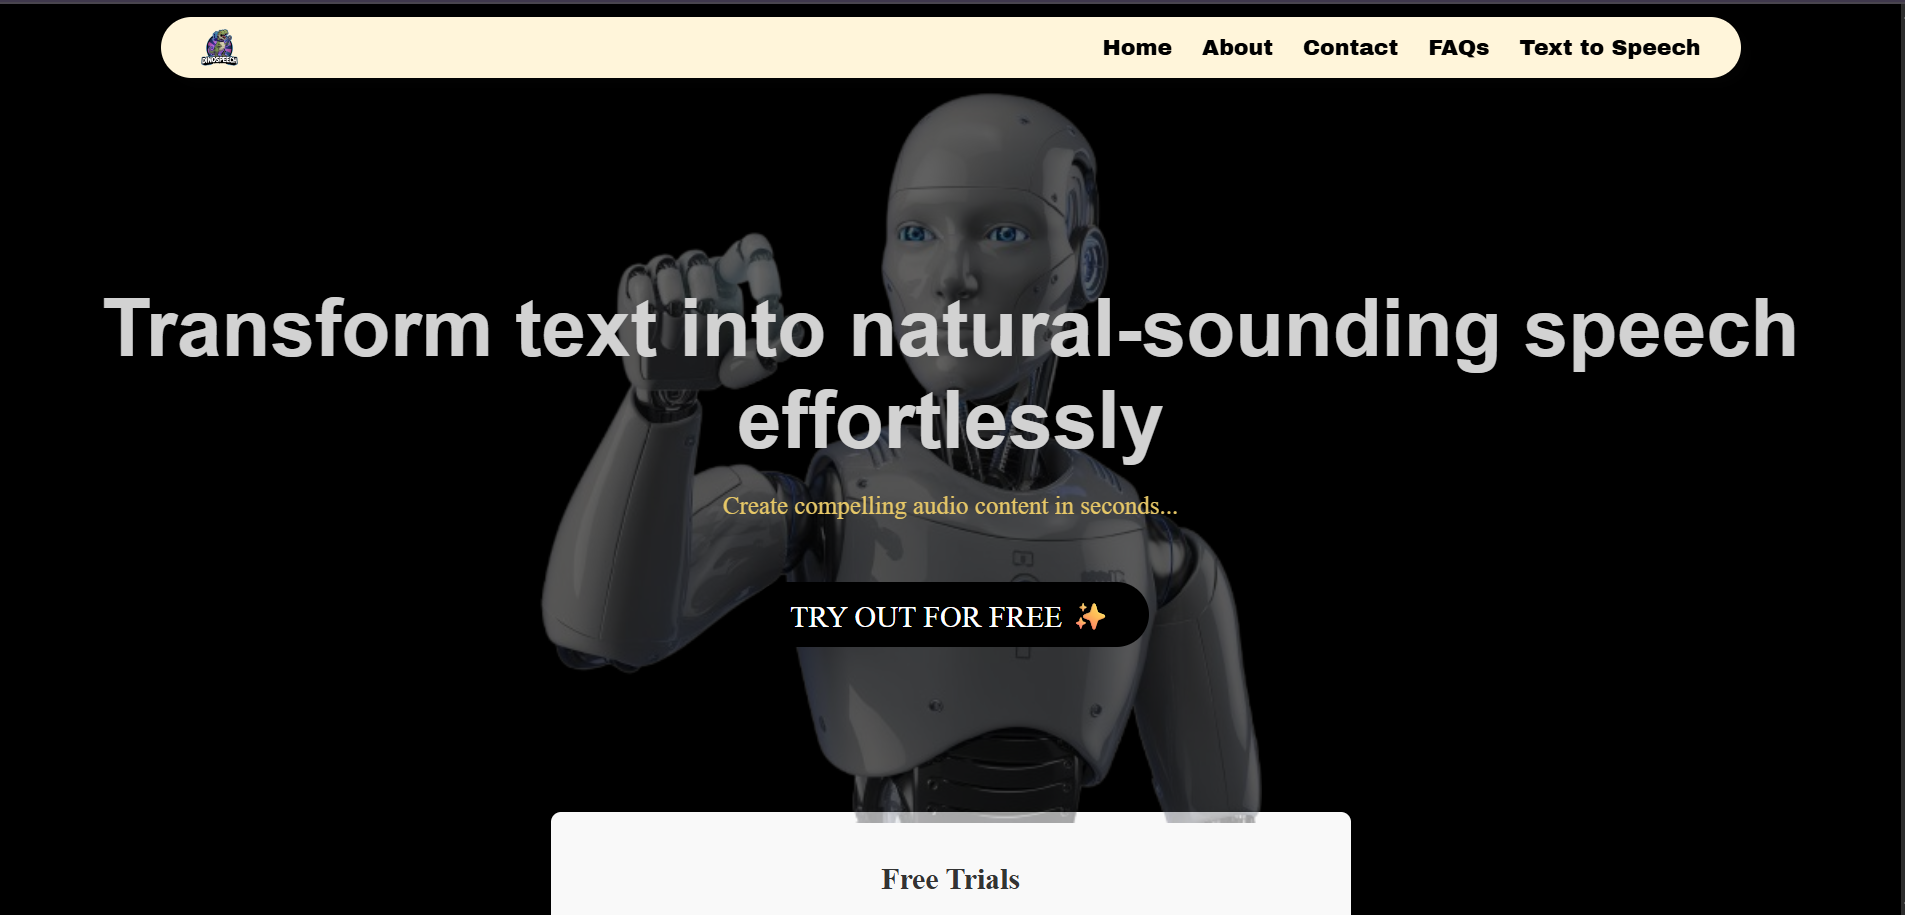 DINOSPEECH
Home About Contact FAQs Text to Speech
Transform text into natural-sounding speech
effortlessly
Create compelling audio content in seconds...
TRY OUT FOR FREE ✨
Free Trials